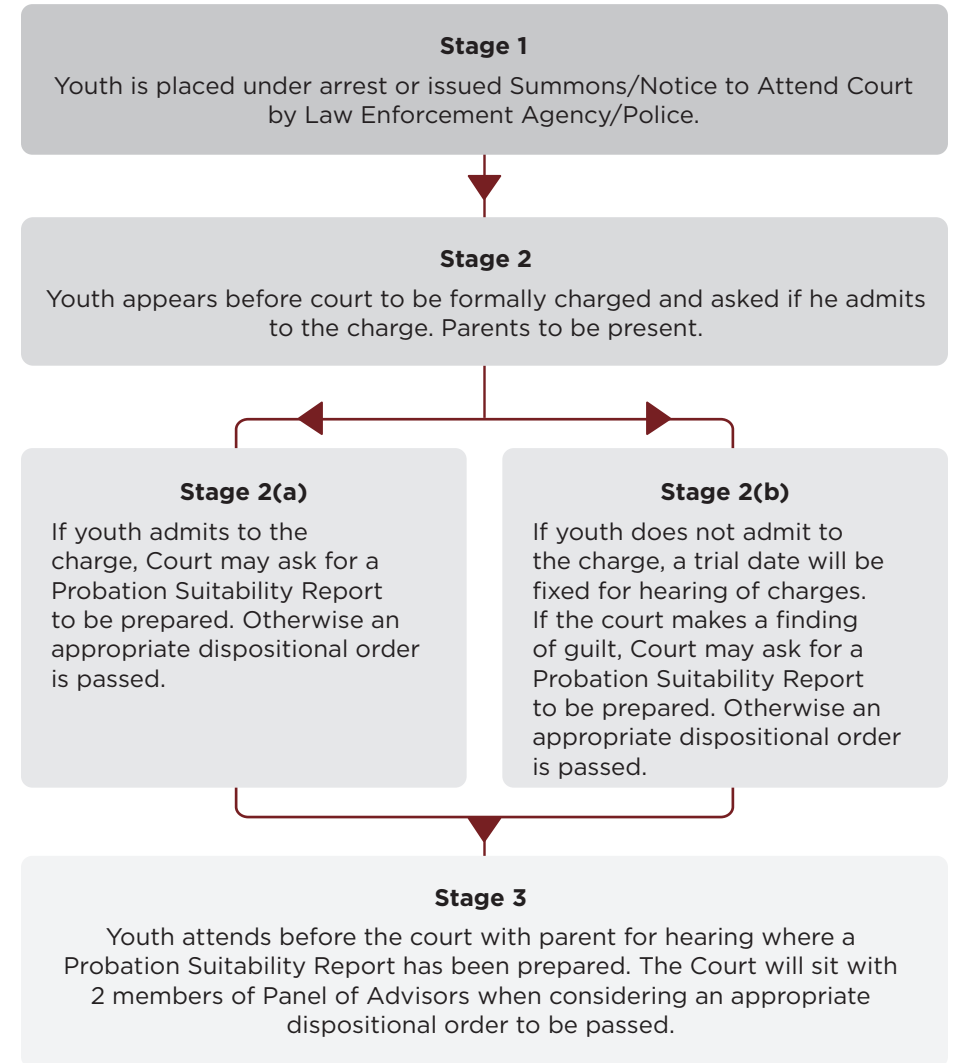 Stage 1
Youth is placed under arrest or issued Summons/Notice to Attend Court
by Law Enforcement Agency/Police.
Stage 2
Youth appears before court to be formally charged and asked if he admits
to the charge. Parents to be present.
Stage 2(a)
If youth admits to the
charge, Court may ask for a
Probation Suitability Report
to be prepared. Otherwise an
appropriate dispositional order
is passed.
Stage 2(b)
If youth does not admit to
the charge, a trial date will be
fixed for hearing of charges.
If the court makes a finding
of guilt, Court may ask for a
Probation Suitability Report
to be prepared. Otherwise an
appropriate dispositional order
is passed.
Stage 3
Youth attends before the court with parent for hearing where a
Probation Suitability Report has been prepared. The Court will sit with
2 members of Panel of Advisors when considering an appropriate
dispositional order to be passed.